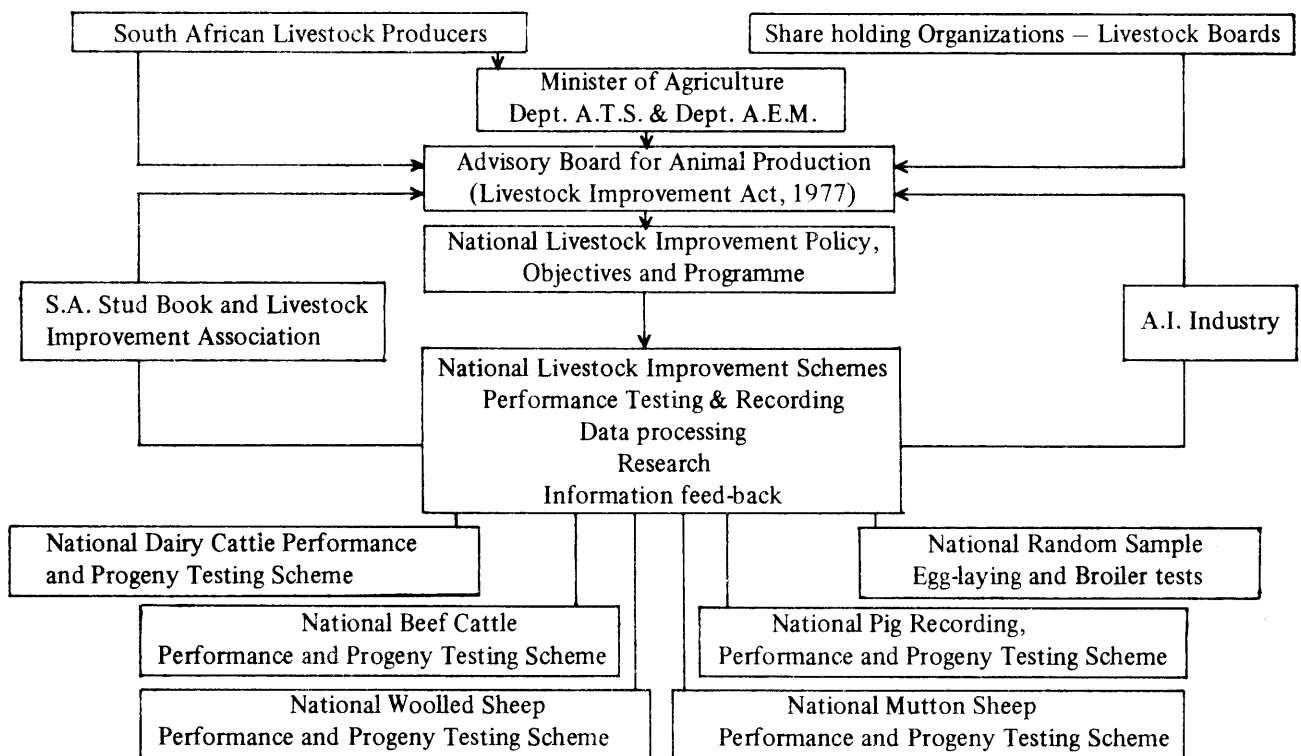 South African Livestock Producers
Share holding Organizations – Livestock Boards
Minister of Agriculture
Dept. A.T.S. & Dept. A.E.M.
Advisory Board for Animal Production
(Livestock Improvement Act, 1977)
National Livestock Improvement Policy,
Objectives and Programme
S.A. Stud Book and Livestock
Improvement Association
A.I. Industry
National Livestock Improvement Schemes
Performance Testing & Recording
Data processing
Research
Information feed-back
National Dairy Cattle Performance
and Progeny Testing Scheme
National Random Sample
Egg-laying and Broiler tests
National Beef Cattle
Performance and Progeny Testing Scheme
National Pig Recording,
Performance and Progeny Testing Scheme
National Woolled Sheep
Performance and Progeny Testing Scheme
National Mutton Sheep
Performance and Progeny Testing Scheme